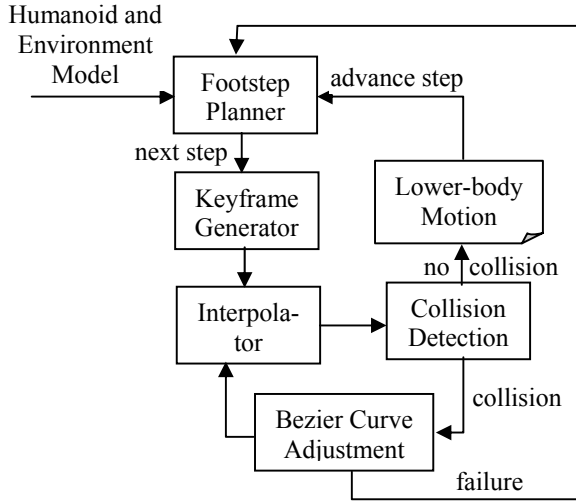 Humanoid and
Environment
Model
Footstep
Planner
advance step
next step
Keyframe
Generator
Lower-body
Motion
no collision
Interpola-
tor
Collision
Detection
collision
Bezier Curve
Adjustment
failure